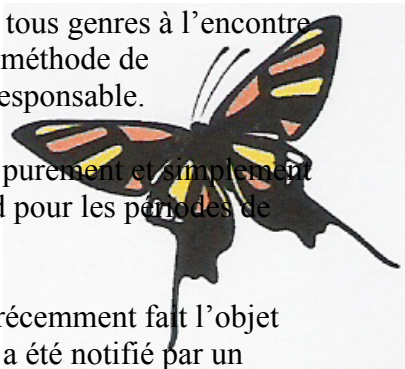 tous genres à l’encontre
méthode de
esponsable.
purement et simplement
d pour les périodes de
récemment fait l’objet
a été notifié par un